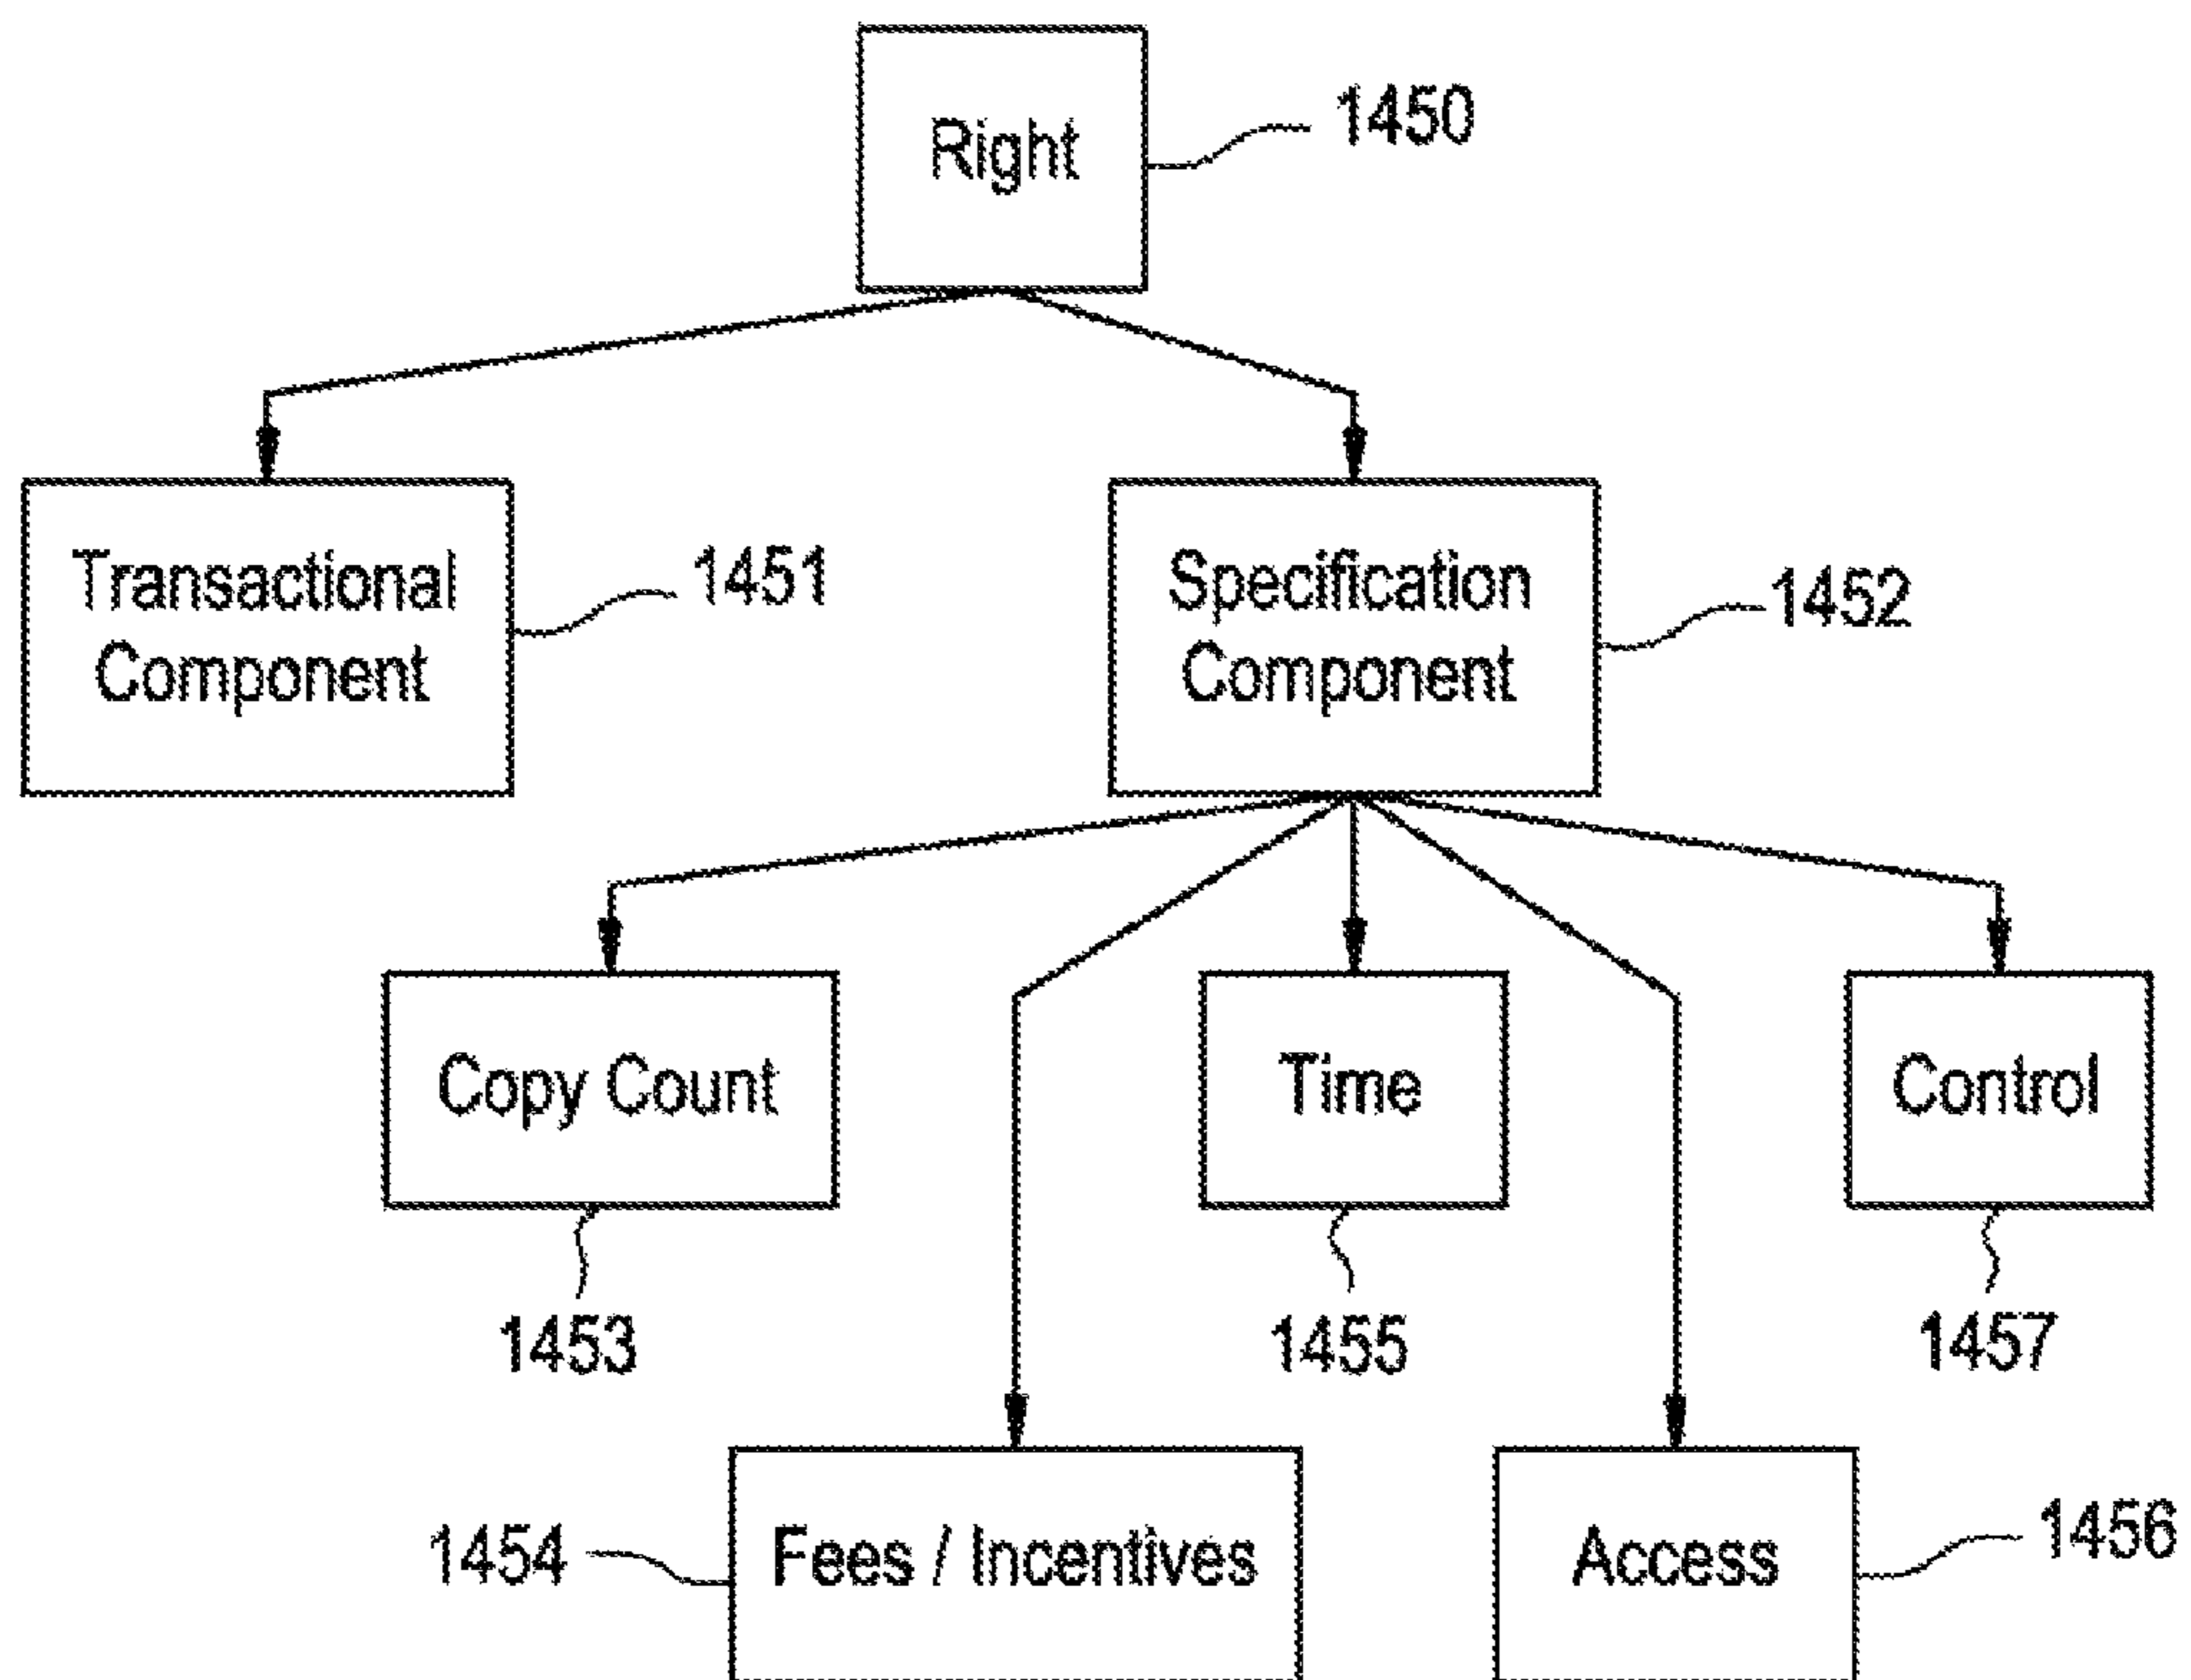 Right
1450
Transactional
Component
1451
Specification
Component
1452
Copy Count
1453
Time
1455
Control
1457
1454
Fees / Incentives
Access
1456